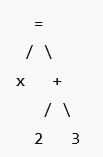 =
/ \
x +
/ \
2 3